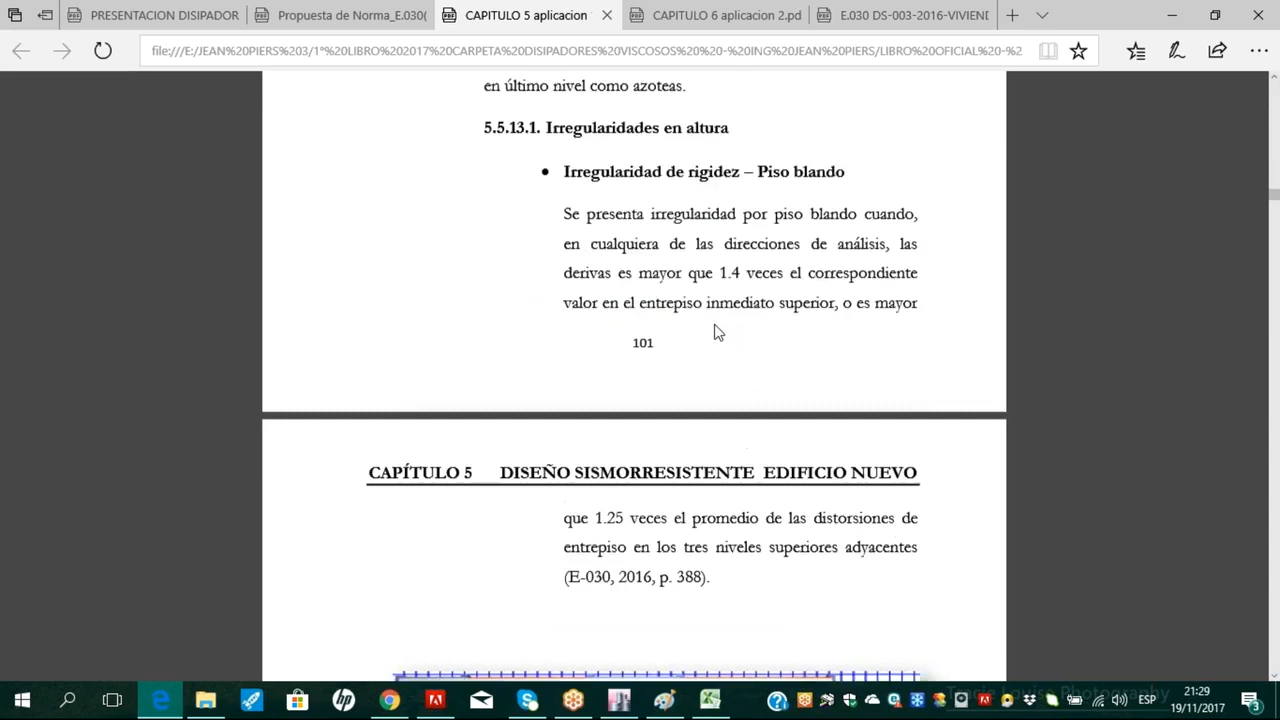 PRESENTACION DISIPADOR
Propuesta de Norma_E.030(
CAPITULO 5 aplicacion
CAPITULO 6 aplicacion 2.pd
E.030 DS-003-2016-VIVIEND
file:///E:/JEAN%20PIERS%203/1°%20LIBRO%202017%20CARPETA%20DISIPADORES%20VISCOSOS%20%20-%20ING%20JEAN%20PIERS/LIBRO%20OFICIAL%20-%2
en último nivel como azoteas.
5.5.13.1. Irregularidades en altura
• Irregularidad de rigidez – Piso blando
Se presenta irregularidad por piso blando cuando,
en cualquiera de las direcciones de análisis, las
derivas es mayor que 1.4 veces el correspondiente
valor en el entrepiso inmediato superior, o es mayor
101
CAPÍTULO 5 DISEÑO SISMORRESISTENTE EDIFICIO NUEVO
que 1.25 veces el promedio de las distorsiones de
entrepiso en los tres niveles superiores adyacentes
(E-030, 2016, p. 388).
Photography
ESP
21:29
19/11/2017
3